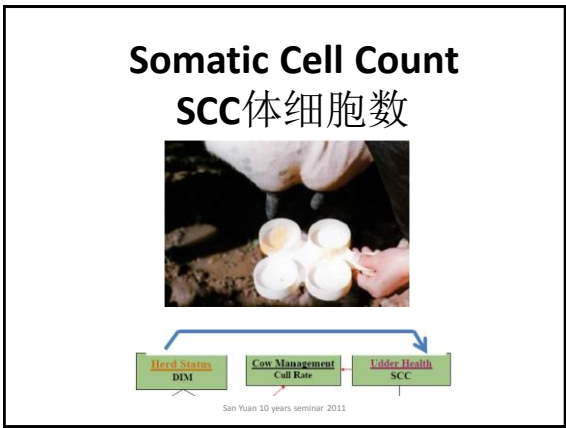 Somatic Cell Count
SCC体细胞数
Herd Status
DIM
Cow Management
Cull Rate
Udder Health
SCC
San Yuan 10 years seminar 2011